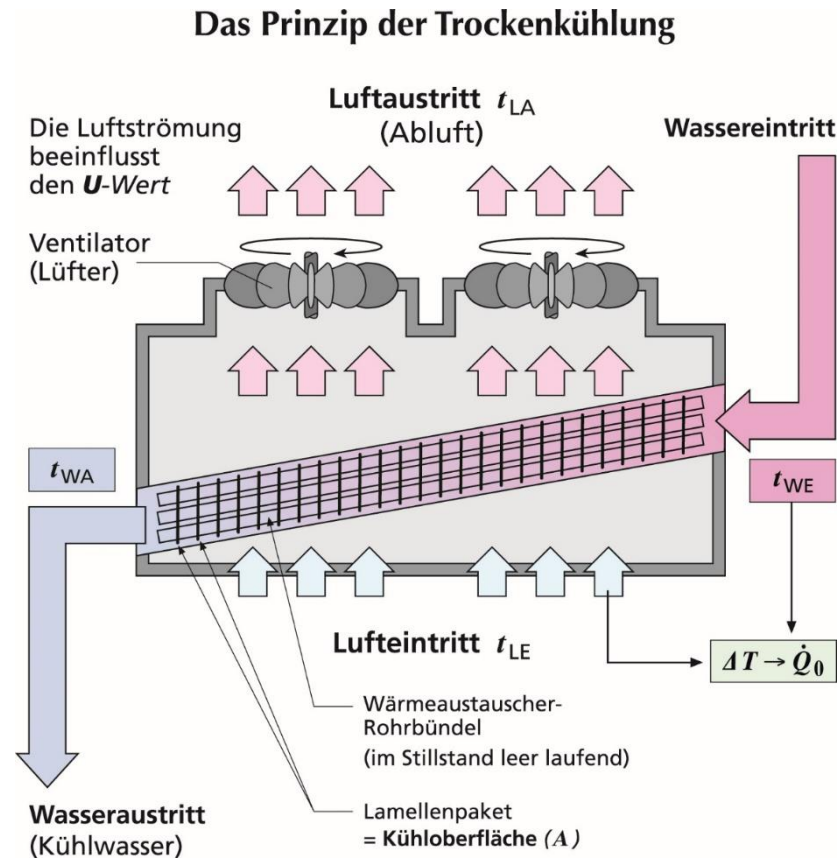 Das Prinzip der Trockenkühlung
Luftaustritt tLA
(Abluft)
Die Luftströmung
beeinflusst
den U-Wert
Wassereintritt
Ventilator
(Lüfter)
tWA
tWE
Lufteintritt tLE
ΔT → Q̇0
Wärmeaustauscher-
Rohrbündel
(im Stillstand leer laufend)
Lamellenpaket
= Kühloberfläche (A)
Wasseraustritt
(Kühlwasser)